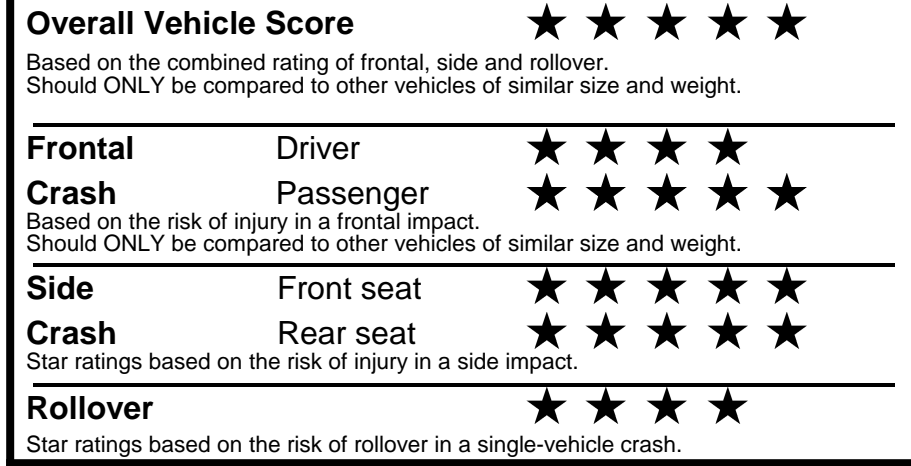 Overall Vehicle Score ★ ★ ★ ★ ★
Based on the combined rating of frontal, side and rollover.
Should ONLY be compared to other vehicles of similar size and weight.
Frontal Driver ★ ★ ★ ★
Crash Passenger ★ ★ ★ ★ ★
Based on the risk of injury in a frontal impact.
Should ONLY be compared to other vehicles of similar size and weight.
Side Front seat ★ ★ ★ ★ ★
Crash Rear seat ★ ★ ★ ★ ★
Star ratings based on the risk of injury in a side impact.
Rollover ★ ★ ★ ★
Star ratings based on the risk of rollover in a single-vehicle crash.